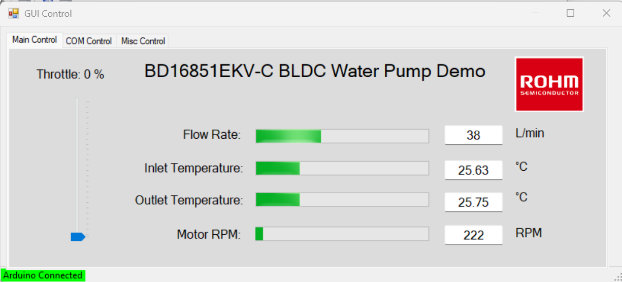 GUI Control
Main Control COM Control Misc Control
Throttle: 0 %
BD16851EKV-C BLDC Water Pump Demo
ROHM
SEMICONDUCTOR
Flow Rate: 38 L/min
Inlet Temperature: 25.63 °C
Outlet Temperature: 25.75 °C
Motor RPM: 222 RPM
Arduino Connected